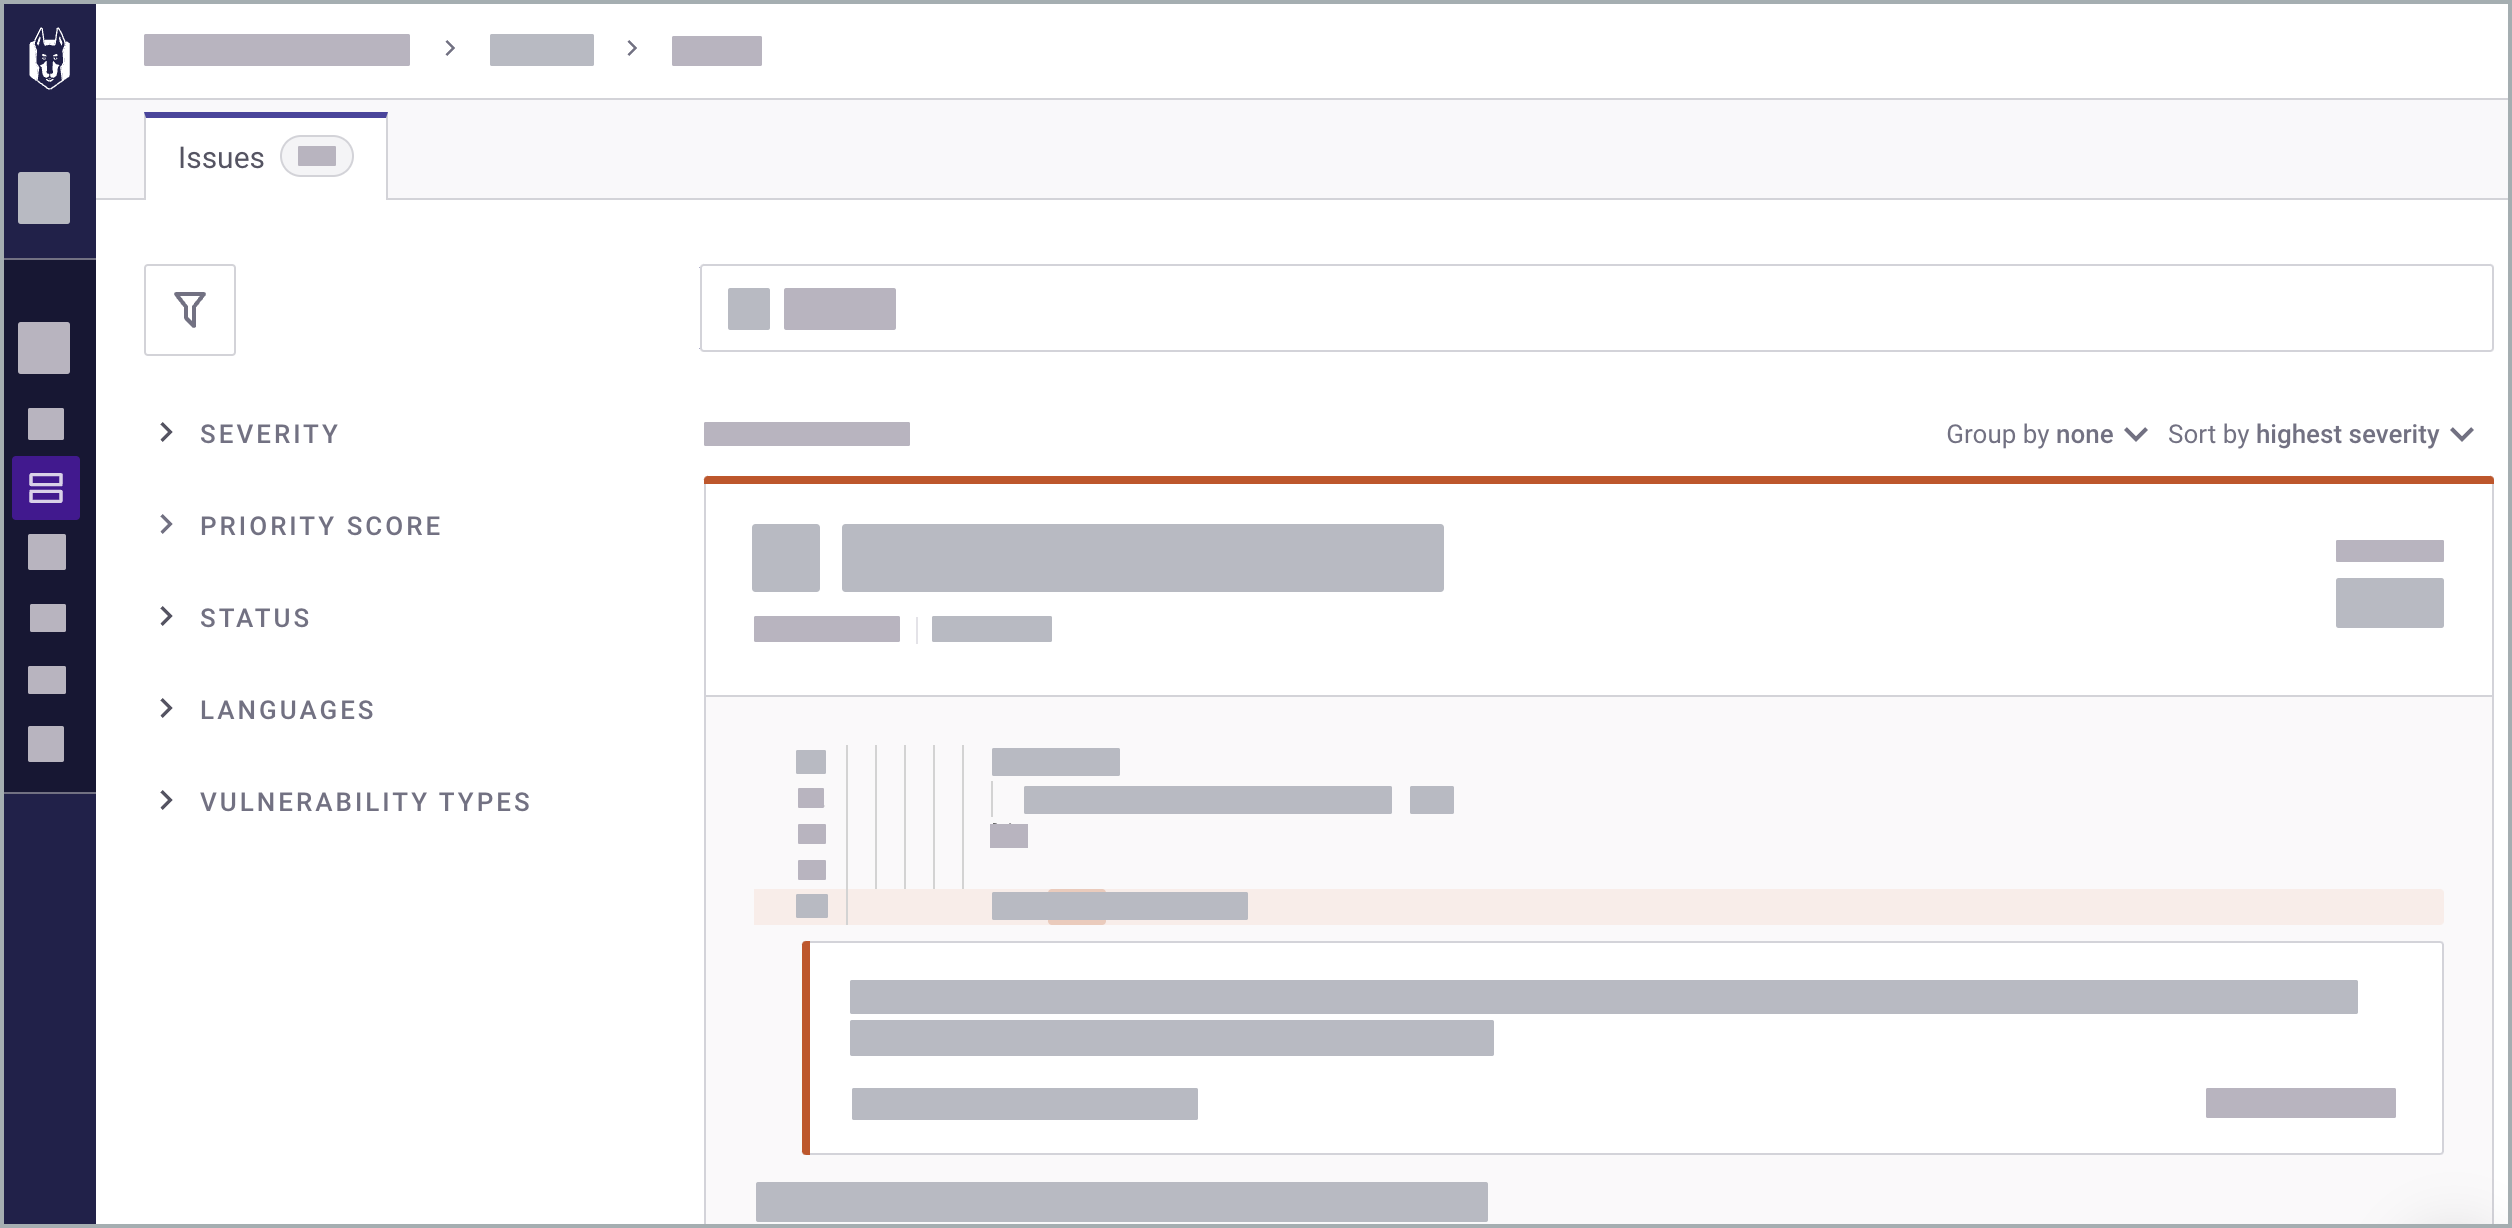 Issues
Group by none
Sort by highest severity
SEVERITY
PRIORITY SCORE
STATUS
LANGUAGES
VULNERABILITY TYPES